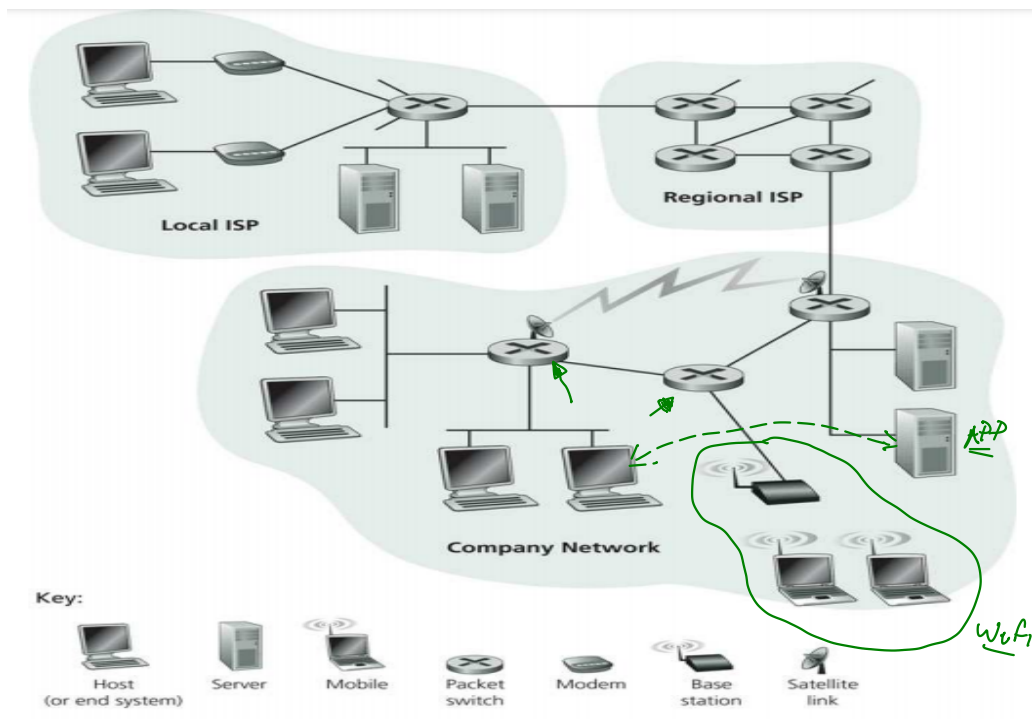 Local ISP
Regional ISP
APP
Company Network
WiFi
Key:
Host
(or end system)
Server
Mobile
Packet
switch
Modem
Base
station
Satellite
link